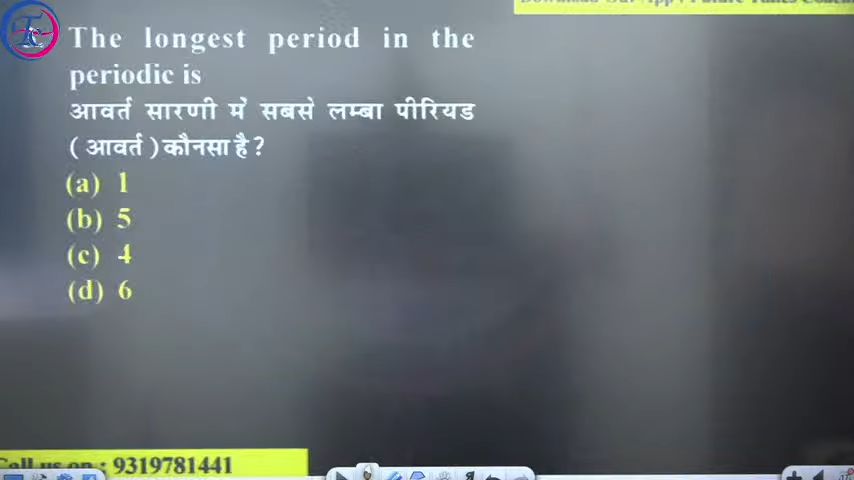 The longest period in the
periodic is
आवर्त सारणी में सबसे लम्बा पीरियड
( आवर्त ) कौनसा है ?
(a) 1
(b) 5
(c) 4
(d) 6
Call us on : 9319781441